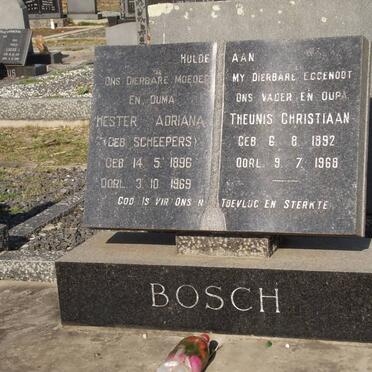 HULDE AAN
ONS DIERBARE MOEDER
EN OUMA
HESTER ADRIANA
(GEB SCHEEPERS)
GEB 14. 5. 1896
OORL. 3. 10. 1969
MY DIERBARE EGGENOOT
ONS VADER EN OUPA
THEUNIS CHRISTIAAN
GEB 6. 8. 1892
OORL. 9. 7. 1968
GOD IS VIR ONS 'N TOEVLUG EN STERKTE
BOSCH